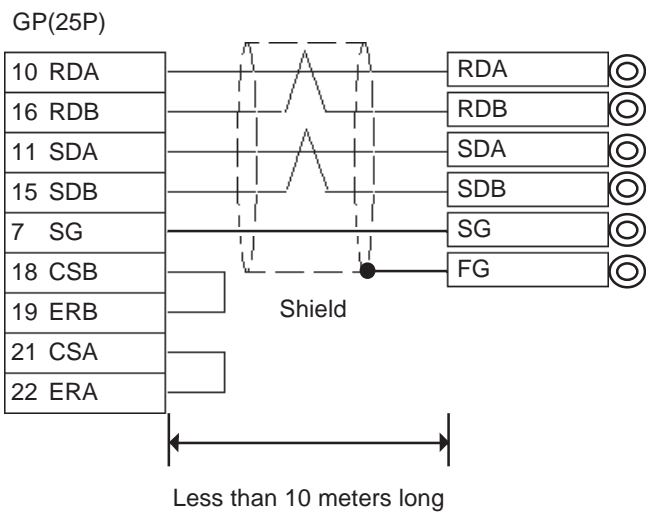 GP(25P)
10 RDA RDA
16 RDB RDB
11 SDA SDA
15 SDB SDB
7 SG SG
18 CSB FG
19 ERB Shield
21 CSA
22 ERA
Less than 10 meters long